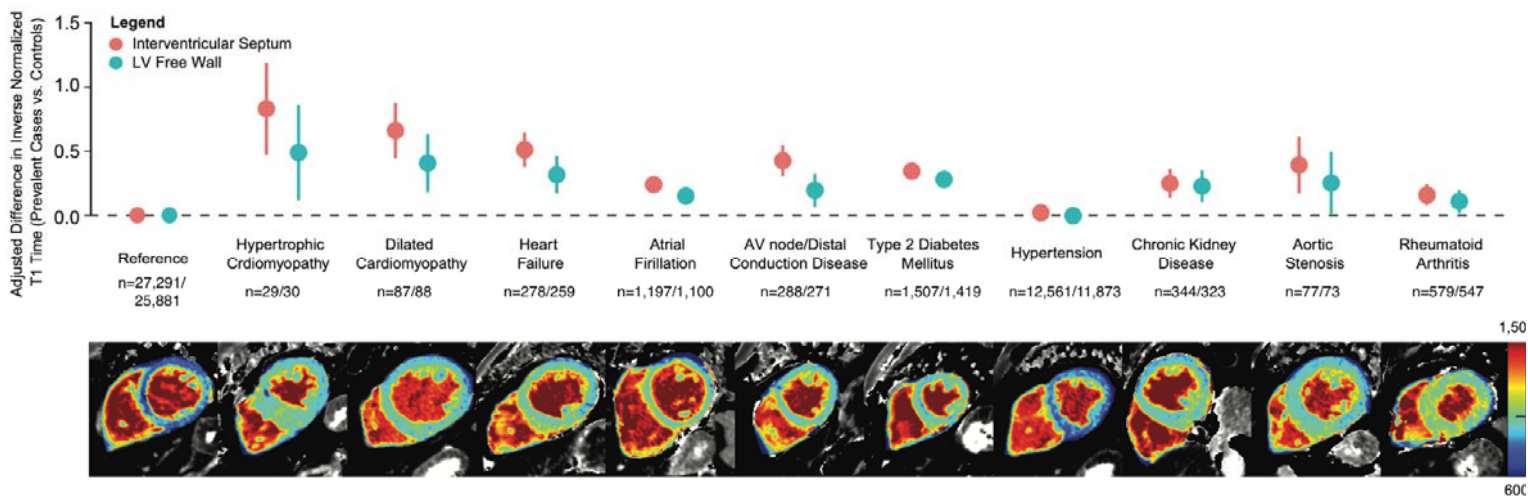 Adjusted Difference in Inverse Normalized
T1 Time (Prevalent Cases vs. Controls)
1.5
1.0
0.5
0.0
Legend
Interventricular Septum
LV Free Wall
Reference
n=27,291/
25,881
Hypertrophic
Crdiomyopathy
n=29/30
Dilated
Cardiomyopathy
n=87/88
Heart
Failure
n=278/259
Atrial
Firillation
n=1,197/1,100
AV node/Distal
Conduction Disease
n=288/271
Type 2 Diabetes
Mellitus
n=1,507/1,419
Hypertension
n=12,561/11,873
Chronic Kidney
Disease
n=344/323
Aortic
Stenosis
n=77/73
Rheumatoid
Arthritis
n=579/547
1,50
600